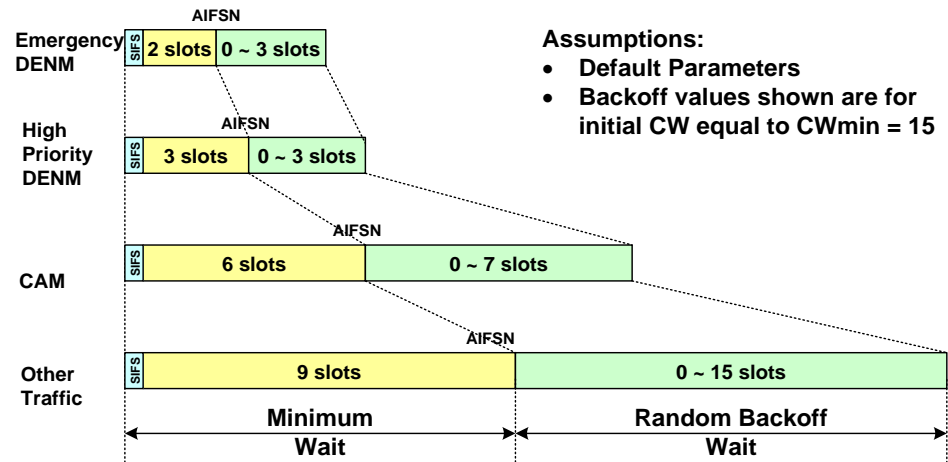 AIFSN
Emergency
DENM
SIFS
2 slots
0 ~ 3 slots
Assumptions:
• Default Parameters
• Backoff values shown are for
initial CW equal to CWmin = 15
High
Priority
DENM
AIFSN
SIFS
3 slots
0 ~ 3 slots
AIFSN
CAM
SIFS
6 slots
0 ~ 7 slots
AIFSN
Other
Traffic
SIFS
9 slots
0 ~ 15 slots
Minimum
Wait
Random Backoff
Wait